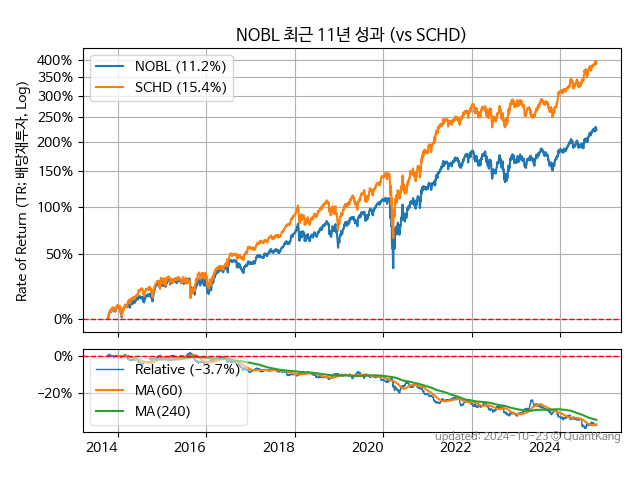 NOBL 최근 11년 성과 (vs SCHD)
Rate of Return (TR; 배당재투자, Log)
400%
350%
300%
250%
200%
150%
100%
50%
0%
NOBL (11.2%)
SCHD (15.4%)
0%
−20%
Relative (−3.7%)
MA(60)
MA(240)
updated: 2024-10-23 © QuantKang
2014 2016 2018 2020 2022 2024